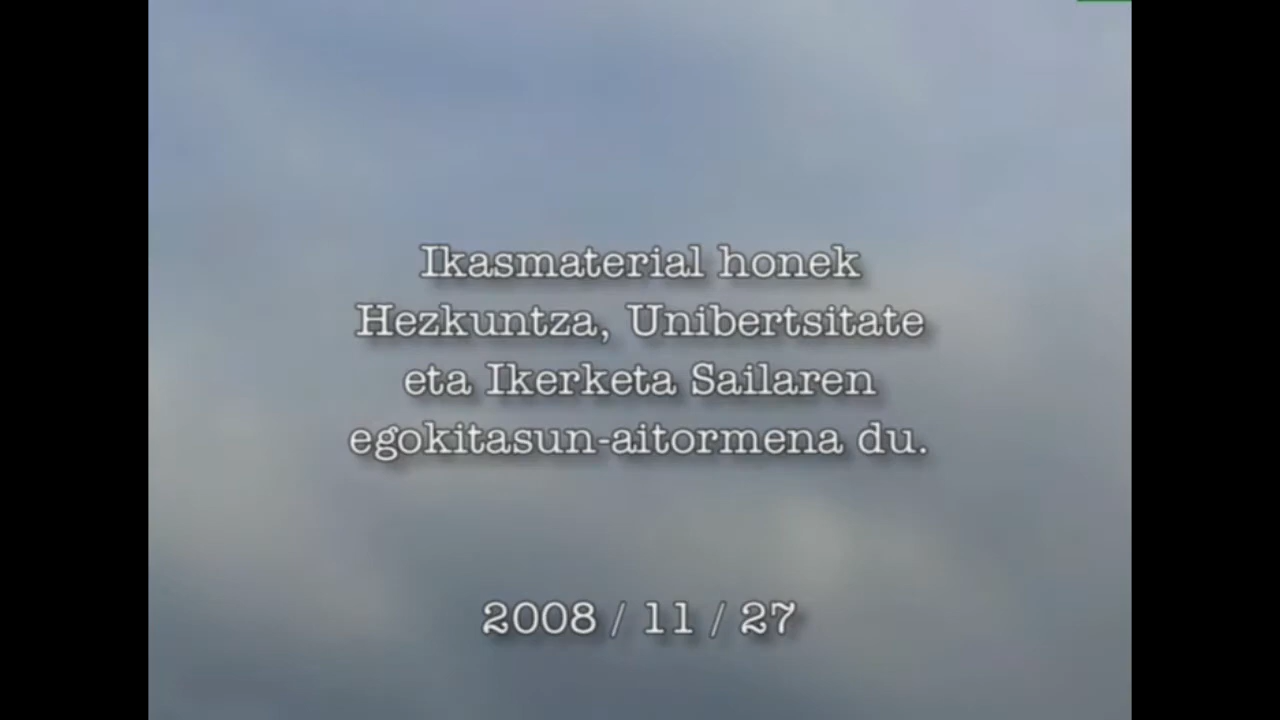 Ikasmaterial honek
Hezkuntza, Unibertsitate
eta Ikerketa Sailaren
egokitasun-aitormena du.
2008 / 11 / 27